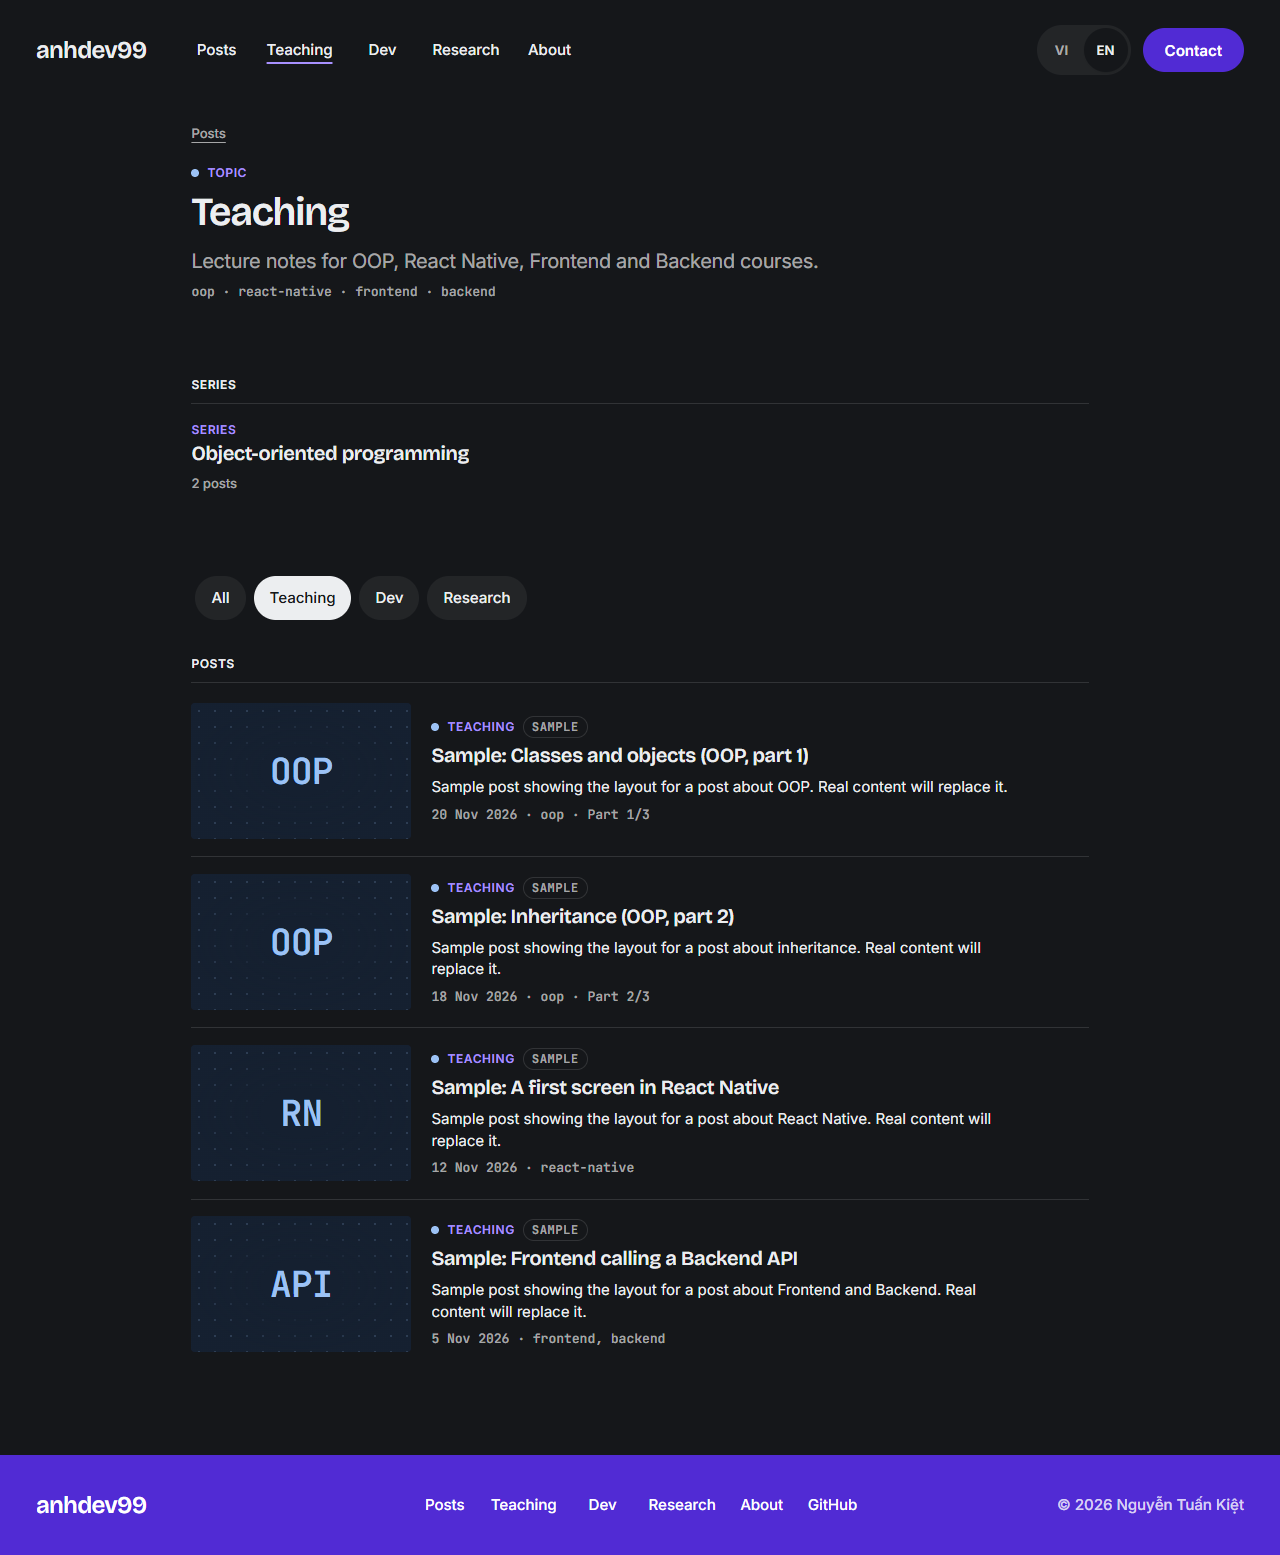 anhdev99
Posts
Teaching
Dev
Research
About
VI
EN
Contact
Posts
TOPIC
Teaching
Lecture notes for OOP, React Native, Frontend and Backend courses.
oop · react-native · frontend · backend
SERIES
SERIES
Object-oriented programming
2 posts
All
Teaching
Dev
Research
POSTS
OOP
TEACHING
SAMPLE
Sample: Classes and objects (OOP, part 1)
Sample post showing the layout for a post about OOP. Real content will replace it.
20 Nov 2026 · oop · Part 1/3
OOP
TEACHING
SAMPLE
Sample: Inheritance (OOP, part 2)
Sample post showing the layout for a post about inheritance. Real content will
replace it.
18 Nov 2026 · oop · Part 2/3
RN
TEACHING
SAMPLE
Sample: A first screen in React Native
Sample post showing the layout for a post about React Native. Real content will
replace it.
12 Nov 2026 · react-native
API
TEACHING
SAMPLE
Sample: Frontend calling a Backend API
Sample post showing the layout for a post about Frontend and Backend. Real
content will replace it.
5 Nov 2026 · frontend, backend
anhdev99
Posts
Teaching
Dev
Research
About
GitHub
© 2026 Nguyễn Tuấn Kiệt